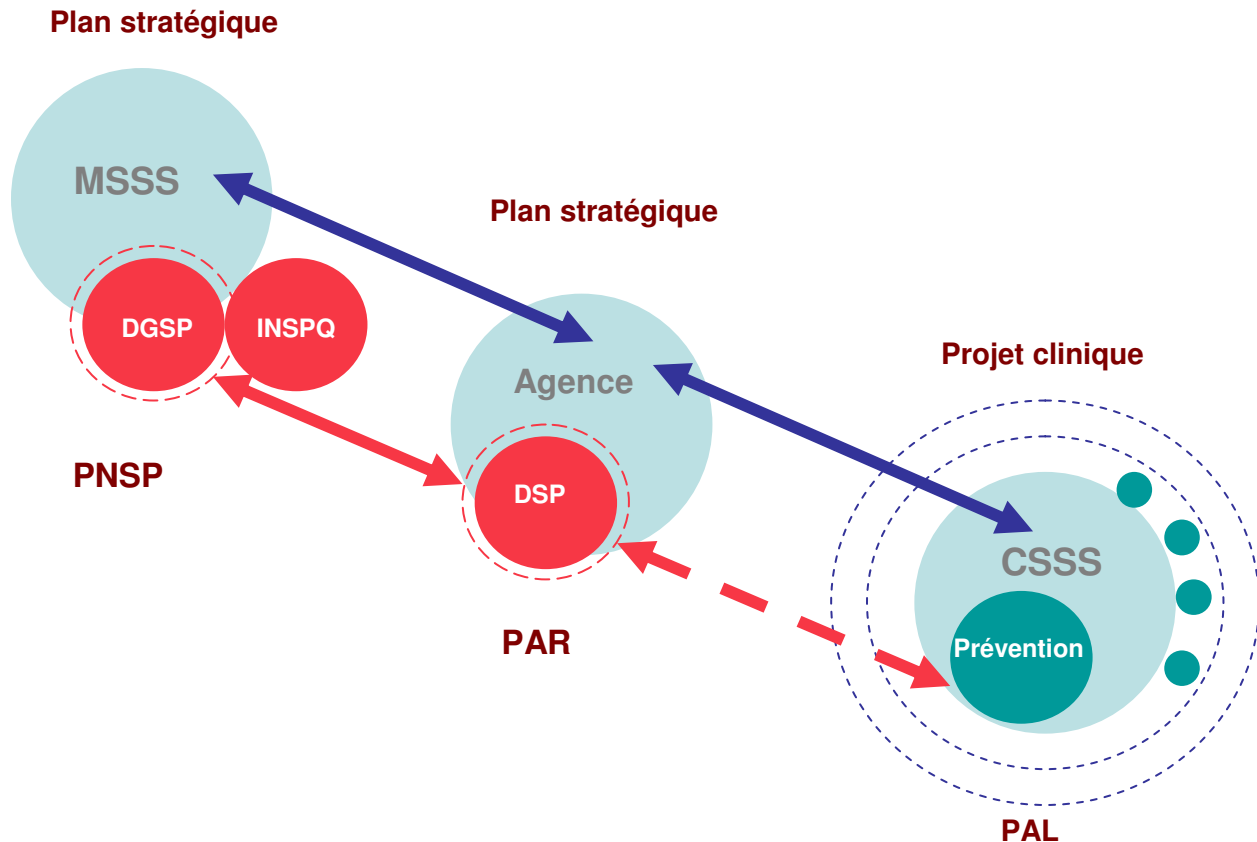 Plan stratégique
MSSS
DGSP
INSPQ
PNSP
Plan stratégique
Agence
DSP
PAR
Projet clinique
CSSS
Prévention
PAL